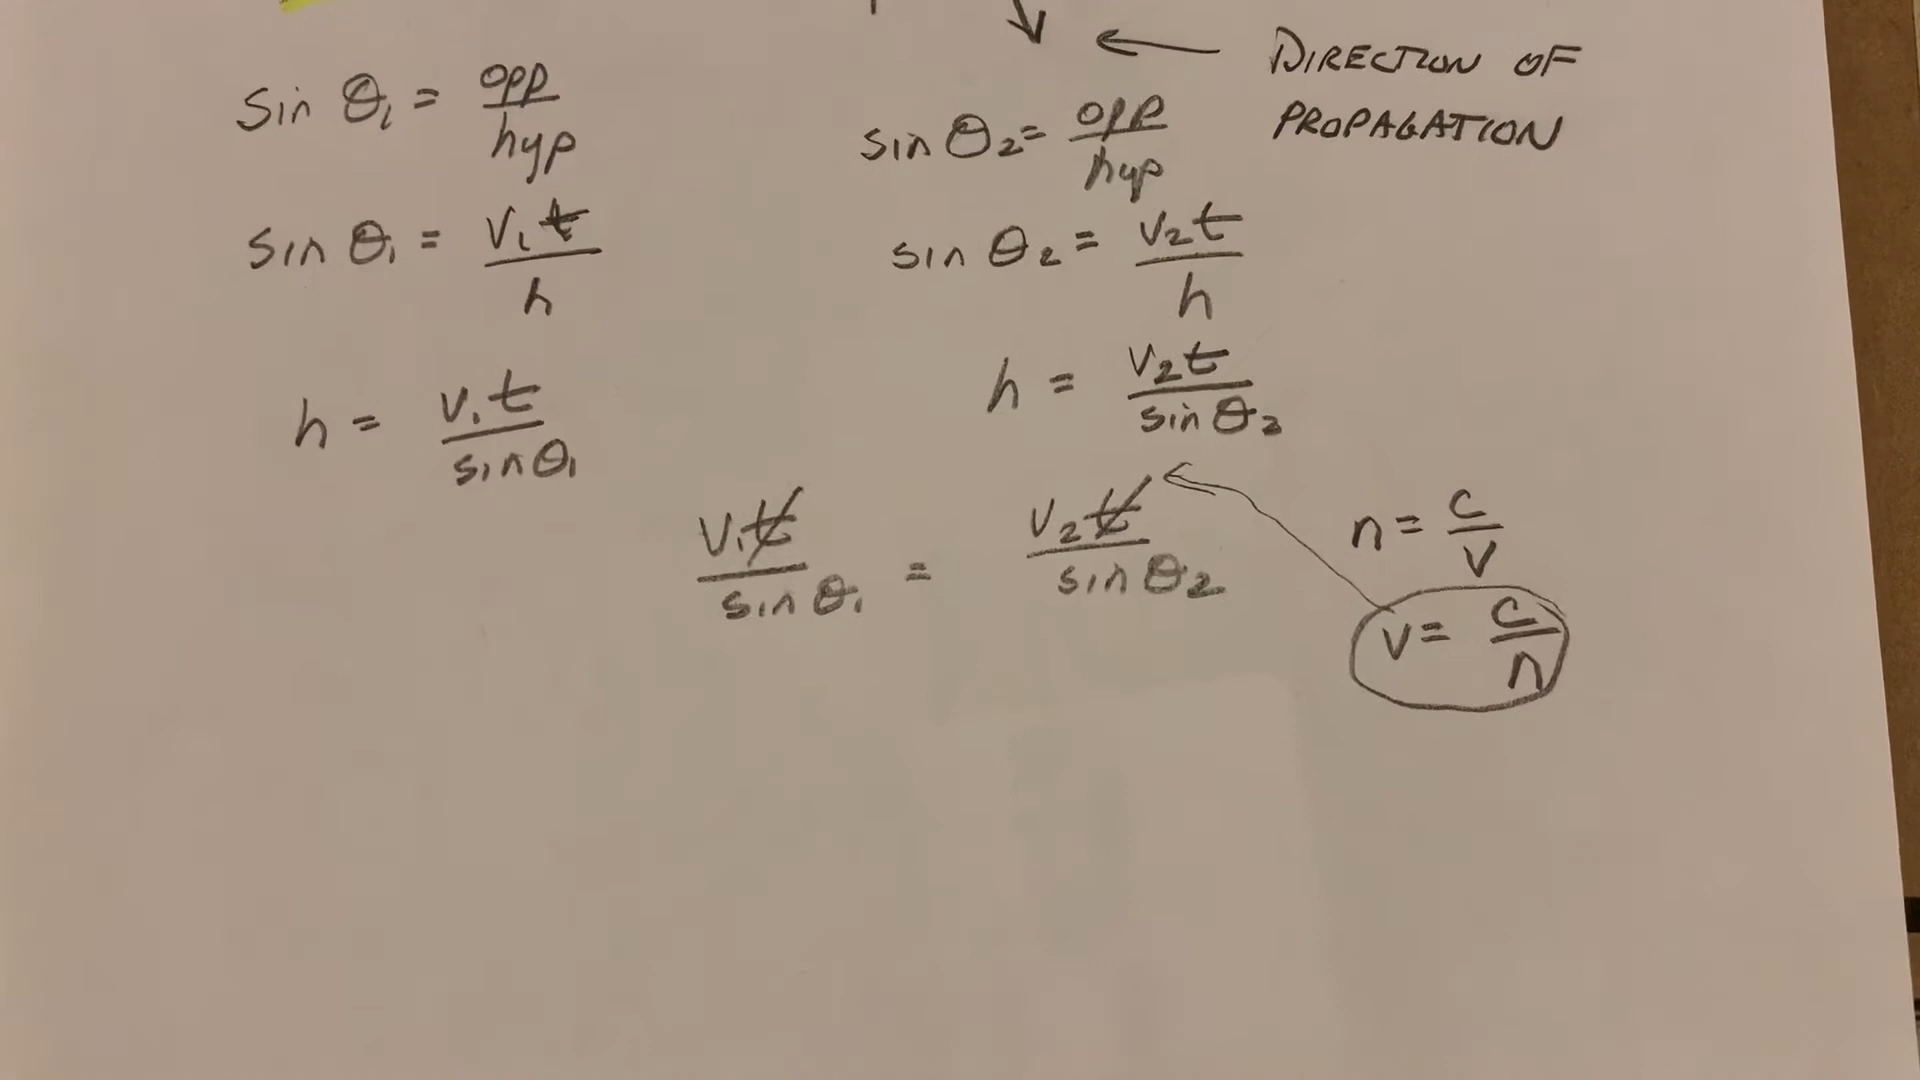 DIRECTION OF
PROPAGATION
sin θ₁ = opp/hyp
sin θ₂ = opp/hyp
sin θ₁ = v₁t/h
sin θ₂ = v₂t/h
h = v₁t/sin θ₁
h = v₂t/sin θ₂
v₁t/sin θ₁ = v₂t/sin θ₂
n = c/v
v = c/n